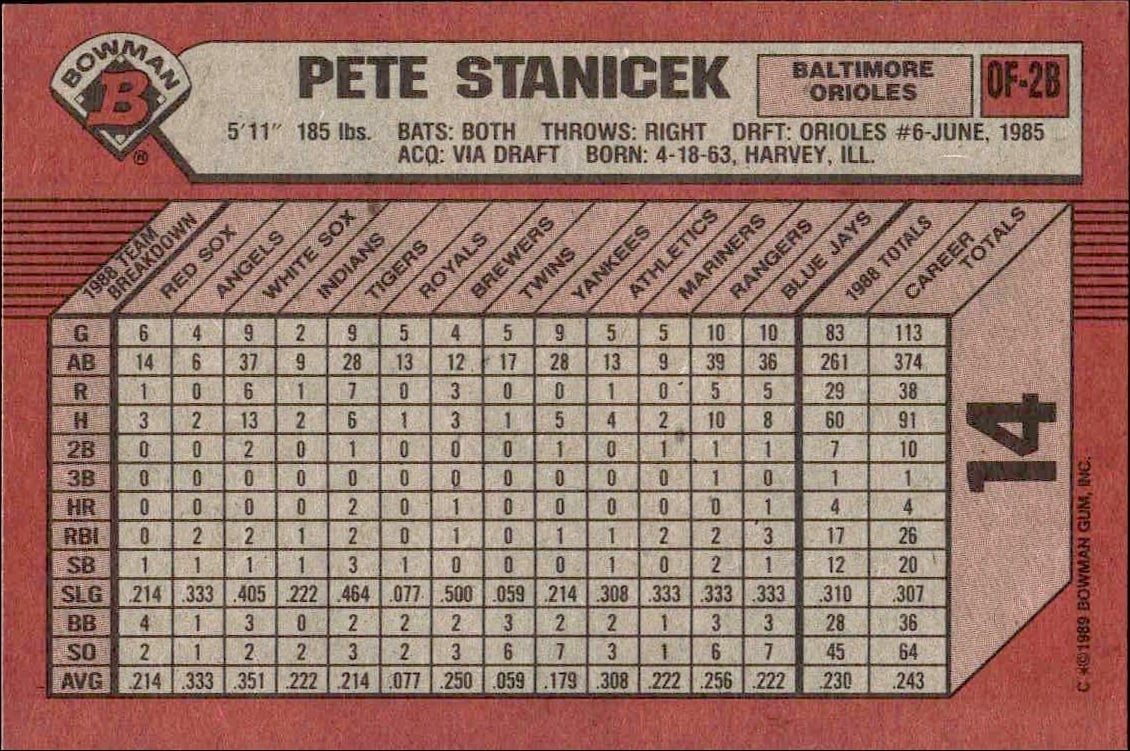 BOWMAN
B
®
PETE STANICEK
BALTIMORE
ORIOLES
OF-2B
5'11" 185 lbs. BATS: BOTH THROWS: RIGHT DRFT: ORIOLES #6-JUNE, 1985
ACQ: VIA DRAFT BORN: 4-18-63, HARVEY, ILL.
1988 TEAM BREAKDOWN RED SOX ANGELS WHITE SOX INDIANS TIGERS ROYALS BREWERS TWINS YANKEES ATHLETICS MARINERS RANGERS BLUE JAYS 1988 TOTALS CAREER TOTALS
G 6 4 9 2 9 5 4 5 9 5 5 10 10 83 113
AB 14 6 37 9 28 13 12 17 28 13 9 39 36 261 374
R 1 0 6 1 7 0 3 0 0 1 0 5 5 29 38
H 3 2 13 2 6 1 3 1 5 4 2 10 8 60 91
2B 0 0 2 0 1 0 0 0 1 0 1 1 1 7 10
3B 0 0 0 0 0 0 0 0 0 0 0 1 0 1 1
HR 0 0 0 0 2 0 1 0 0 0 0 0 1 4 4
RBI 0 2 2 1 2 0 1 0 1 1 2 2 3 17 26
SB 1 1 1 1 3 1 0 0 0 1 0 2 1 12 20
SLG .214 .333 .405 .222 .464 .077 .500 .059 .214 .308 .333 .333 .333 .310 .307
BB 4 1 3 0 2 2 2 3 2 2 1 3 3 28 36
SO 2 1 2 2 3 2 3 6 7 3 1 6 7 45 64
AVG .214 .333 .351 .222 .214 .077 .250 .059 .179 .308 .222 .256 .222 .230 .243
14
C *©1989 BOWMAN GUM, INC.